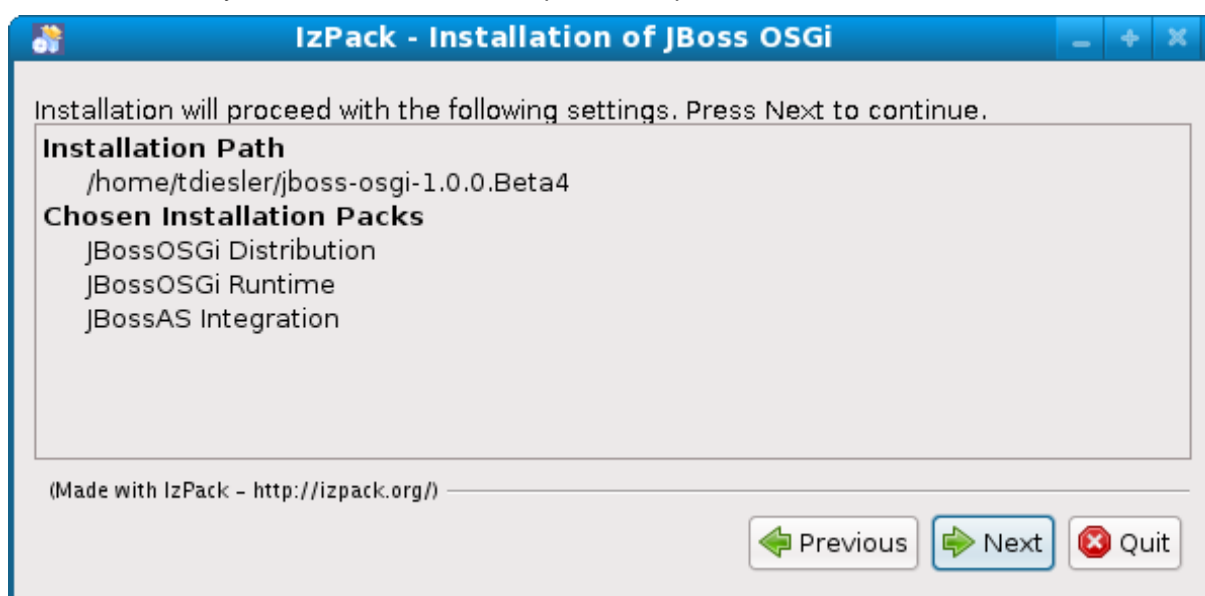 IzPack - Installation of JBoss OSGi
Installation will proceed with the following settings. Press Next to continue.
Installation Path
/home/tdiesler/jboss-osgi-1.0.0.Beta4
Chosen Installation Packs
JBossOSGi Distribution
JBossOSGi Runtime
JBossAS Integration
(Made with IzPack – http://izpack.org/)
Previous Next Quit